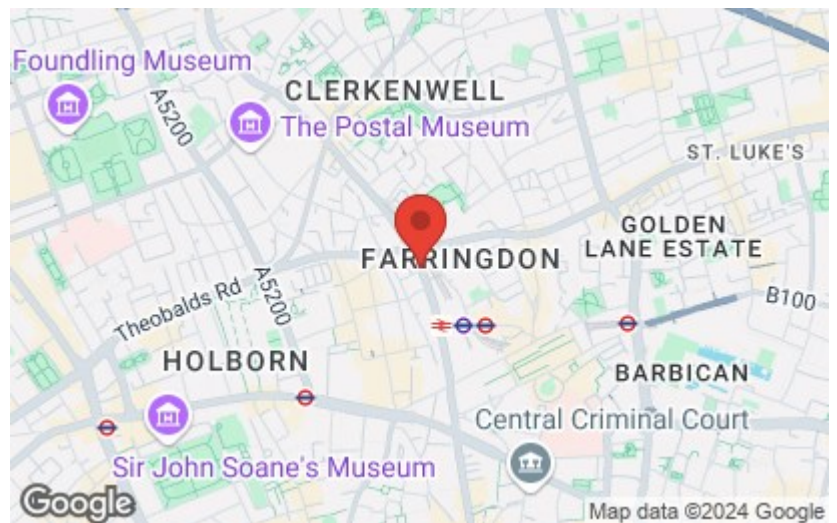 Foundling Museum
CLERKENWELL
A5200
The Postal Museum
ST. LUKE'S
GOLDEN
LANE ESTATE
FARRINGDON
Theobalds Rd
A5200
B100
HOLBORN
BARBICAN
Central Criminal Court
Sir John Soane's Museum
Google
Map data ©2024 Google